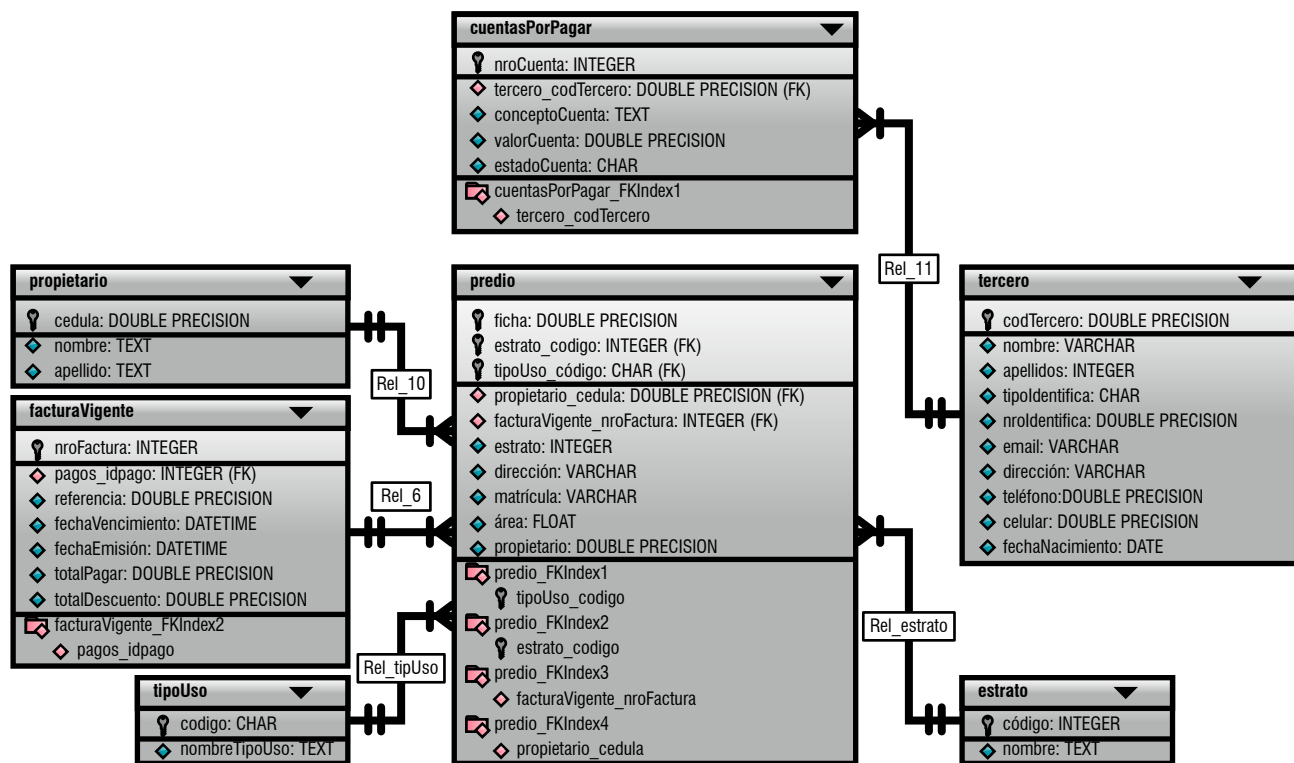 cuentasPorPagar
nroCuenta: INTEGER
tercero_codTercero: DOUBLE PRECISION (FK)
conceptoCuenta: TEXT
valorCuenta: DOUBLE PRECISION
estadoCuenta: CHAR
cuentasPorPagar_FKIndex1
tercero_codTercero
Rel_11
propietario
cedula: DOUBLE PRECISION
nombre: TEXT
apellido: TEXT
Rel_10
facturaVigente
nroFactura: INTEGER
pagos_idpago: INTEGER (FK)
referencia: DOUBLE PRECISION
fechaVencimiento: DATETIME
fechaEmisión: DATETIME
totalPagar: DOUBLE PRECISION
totalDescuento: DOUBLE PRECISION
facturaVigente_FKIndex2
pagos_idpago
Rel_6
Rel_tipUso
tipoUso
codigo: CHAR
nombreTipoUso: TEXT
predio
ficha: DOUBLE PRECISION
estrato_codigo: INTEGER (FK)
tipoUso_código: CHAR (FK)
propietario_cedula: DOUBLE PRECISION (FK)
facturaVigente_nroFactura: INTEGER (FK)
estrato: INTEGER
dirección: VARCHAR
matrícula: VARCHAR
área: FLOAT
propietario: DOUBLE PRECISION
predio_FKIndex1
tipoUso_codigo
predio_FKIndex2
estrato_codigo
predio_FKIndex3
facturaVigente_nroFactura
predio_FKIndex4
propietario_cedula
tercero
codTercero: DOUBLE PRECISION
nombre: VARCHAR
apellidos: INTEGER
tipoIdentifica: CHAR
nroIdentifica: DOUBLE PRECISION
email: VARCHAR
dirección: VARCHAR
teléfono:DOUBLE PRECISION
celular: DOUBLE PRECISION
fechaNacimiento: DATE
Rel_estrato
estrato
código: INTEGER
nombre: TEXT